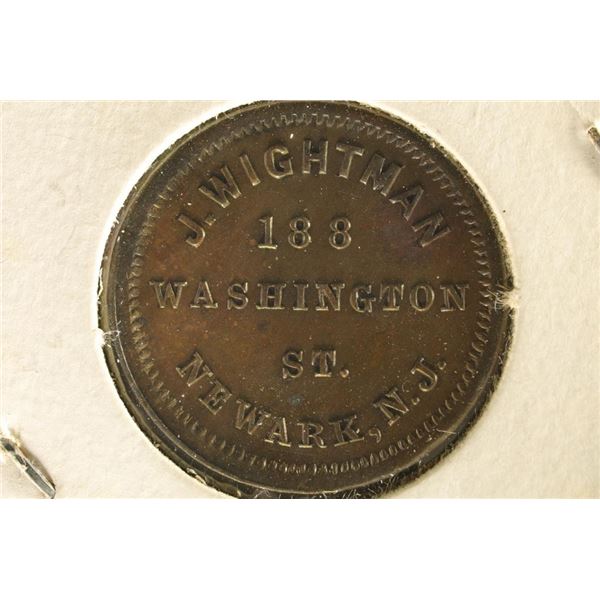 J. WIGHTMAN
188
WASHINGTON
ST.
NEWARK, N.J.